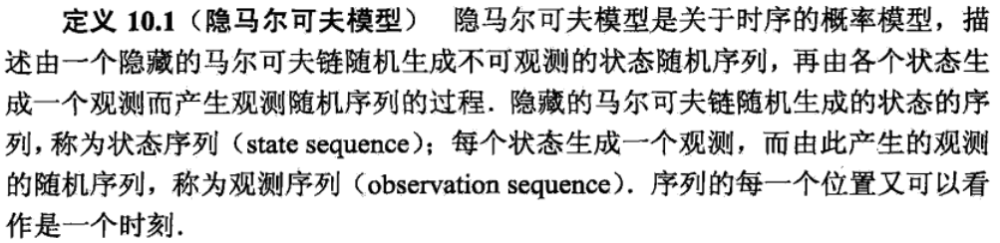 定义 10.1（隐马尔可夫模型） 隐马尔可夫模型是关于时序的概率模型，描
述由一个隐藏的马尔可夫链随机生成不可观测的状态随机序列，再由各个状态生
成一个观测而产生观测随机序列的过程．隐藏的马尔可夫链随机生成的状态的序
列，称为状态序列（state sequence）；每个状态生成一个观测，而由此产生的观测
的随机序列，称为观测序列（observation sequence）．序列的每一个位置又可以看
作是一个时刻．